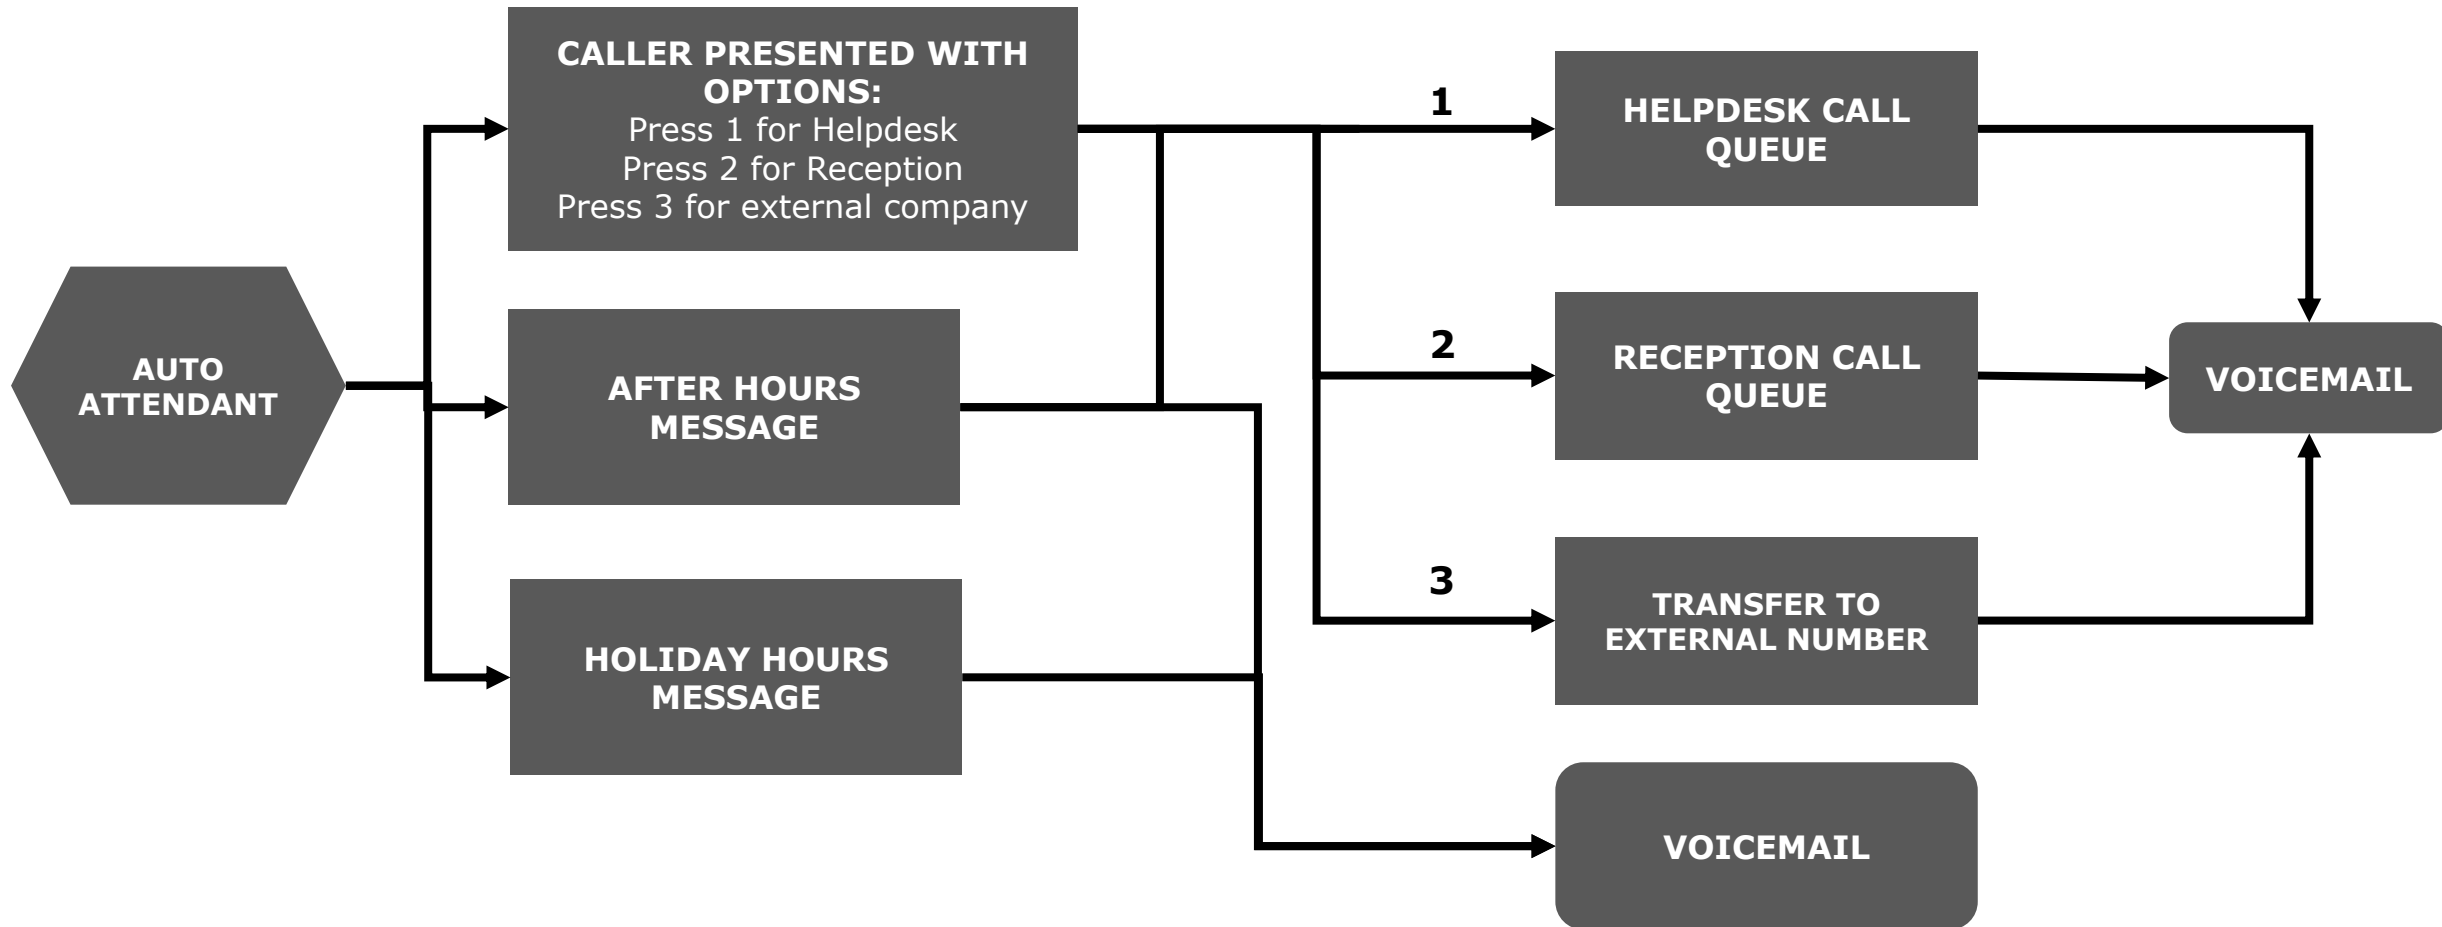 CALLER PRESENTED WITH
OPTIONS:
Press 1 for Helpdesk
Press 2 for Reception
Press 3 for external company
1
HELPDESK CALL
QUEUE
AUTO
ATTENDANT
AFTER HOURS
MESSAGE
2
RECEPTION CALL
QUEUE
VOICEMAIL
HOLIDAY HOURS
MESSAGE
3
TRANSFER TO
EXTERNAL NUMBER
VOICEMAIL